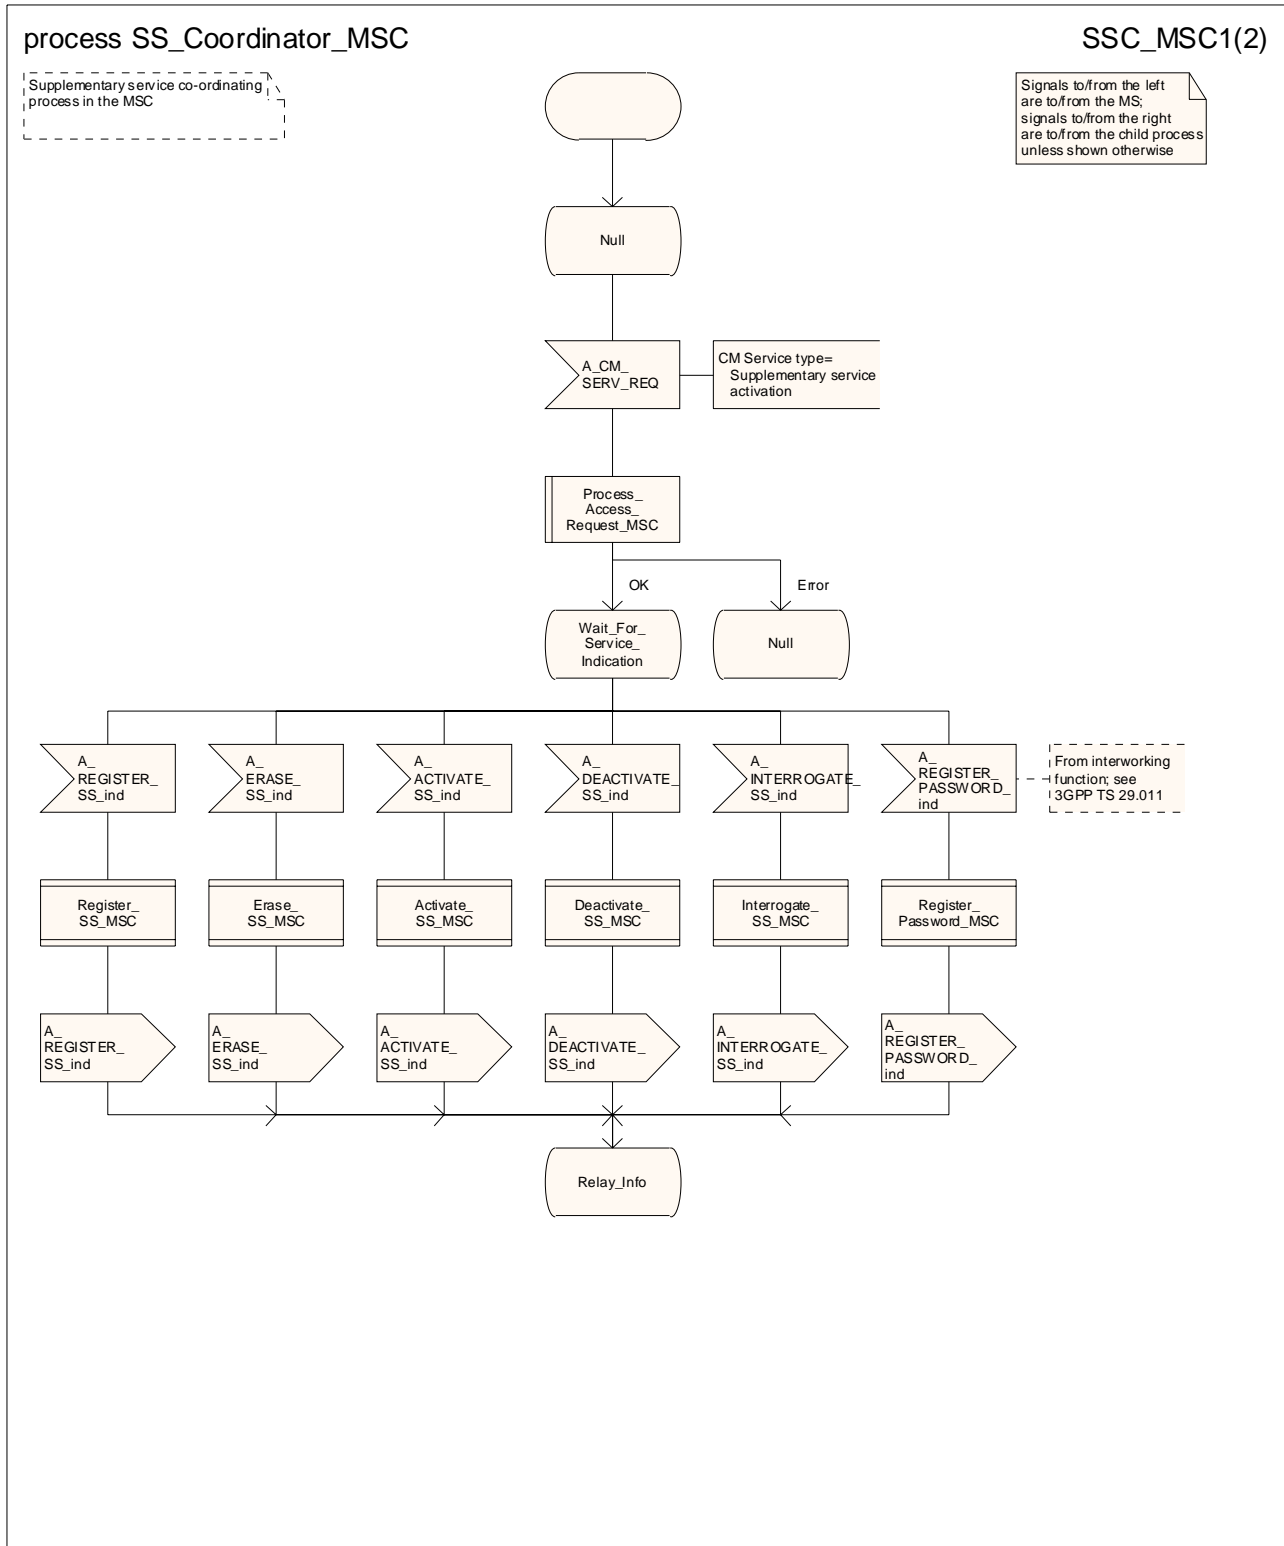 process SS_Coordinator_MSC
SSC_MSC1(2)
Supplementary service co-ordinating
process in the MSC
Signals to/from the left
are to/from the MS;
signals to/from the right
are to/from the child process
unless shown otherwise
Null
A_CM_
SERV_REQ
CM Service type=
Supplementary service
activation
Process_
Access_
Request_MSC
OK
Error
Wait_For_
Service_
Indication
Null
A_
REGISTER_
SS_ind
A_
ERASE_
SS_ind
A_
ACTIVATE_
SS_ind
A_
DEACTIVATE_
SS_ind
A_
INTERROGATE_
SS_ind
A_
REGISTER_
PASSWORD_
ind
From interworking
function; see
3GPP TS 29.011
Register_
SS_MSC
Erase_
SS_MSC
Activate_
SS_MSC
Deactivate_
SS_MSC
Interrogate_
SS_MSC
Register_
Password_MSC
A_
REGISTER_
SS_ind
A_
ERASE_
SS_ind
A_
ACTIVATE_
SS_ind
A_
DEACTIVATE_
SS_ind
A_
INTERROGATE_
SS_ind
A_
REGISTER_
PASSWORD_
ind
Relay_Info